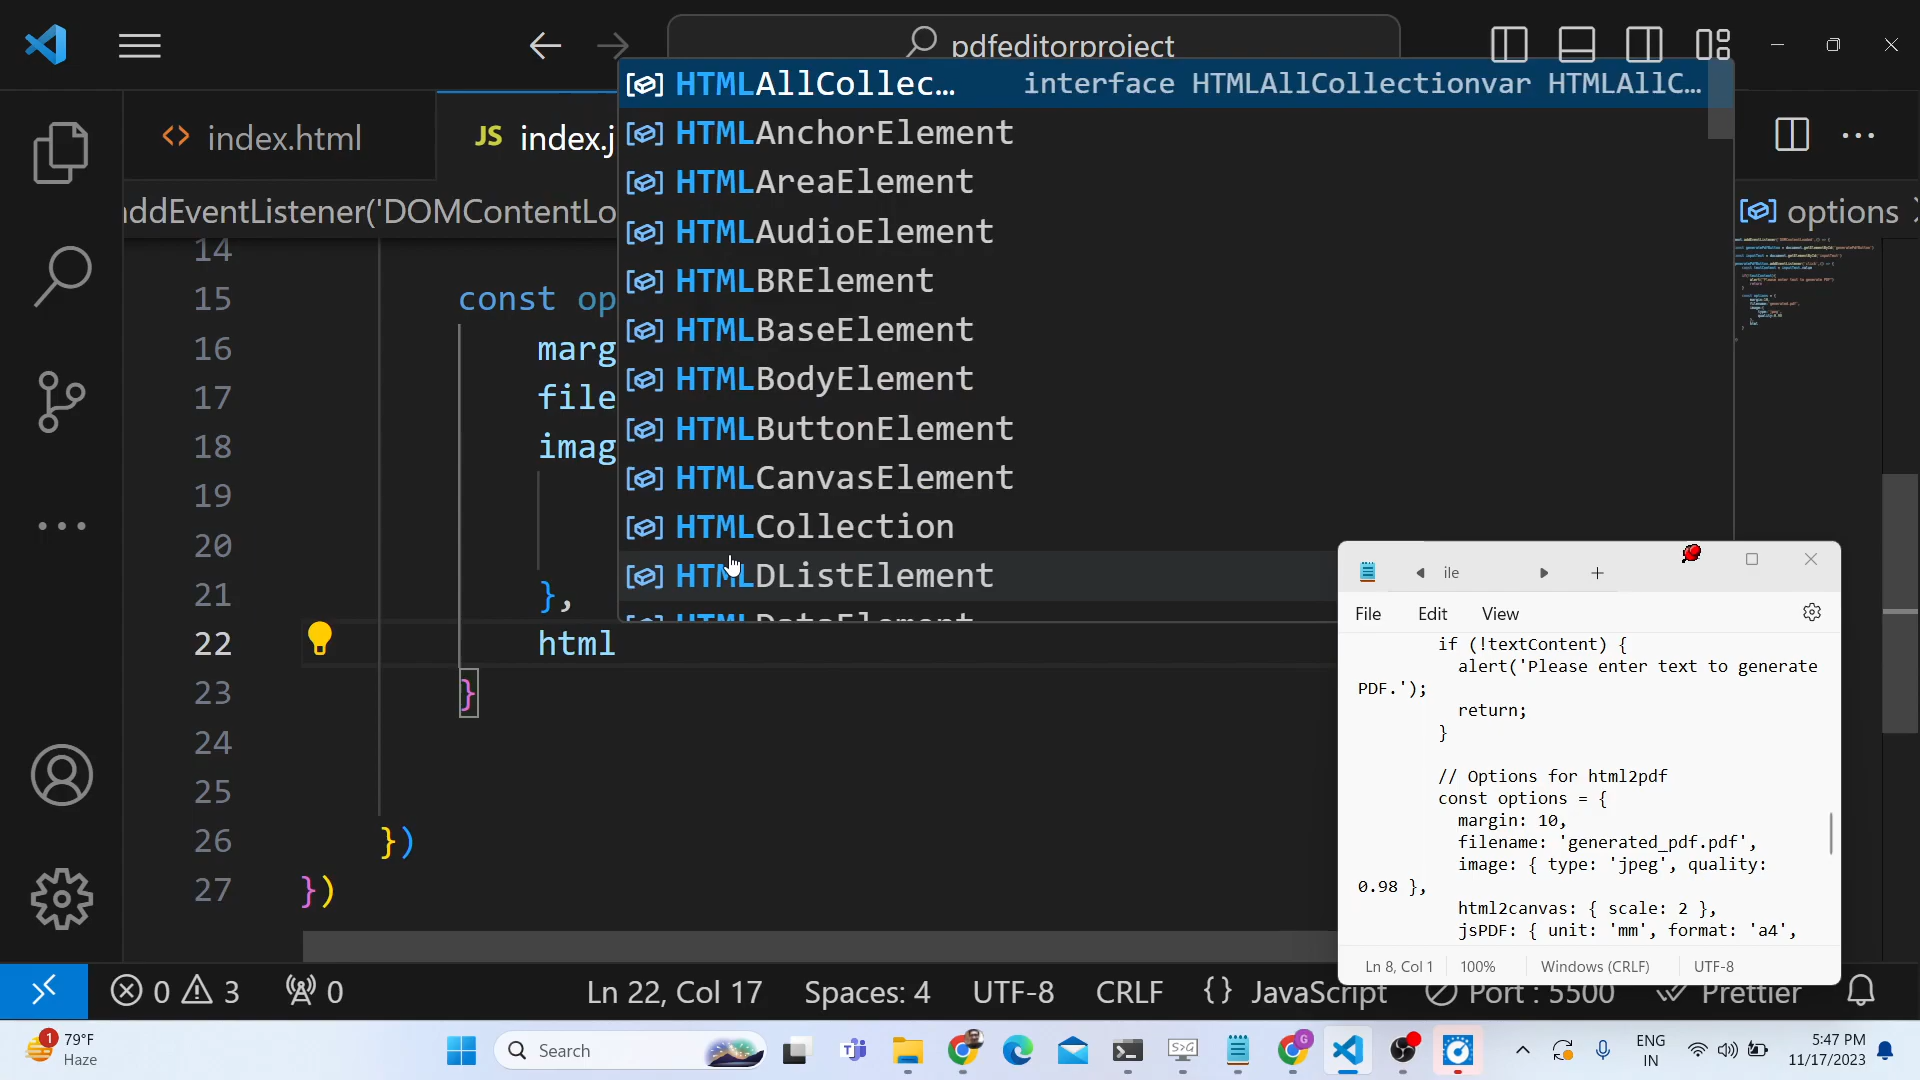 pdfeditorproject
index.html
JS index.j
addEventListener('DOMContentLo
options
HTMLAllCollec… interface HTMLAllCollectionvar HTMLAllC…
HTMLAnchorElement
HTMLAreaElement
HTMLAudioElement
HTMLBRElement
HTMLBaseElement
HTMLBodyElement
HTMLButtonElement
HTMLCanvasElement
HTMLCollection
HTMLDListElement
HTMLDataElement
14
15 const op
16 marg
17 file
18 imag
19
20
21 },
22 html
23 }
24
25
26 })
27 })
ile
File Edit View
if (!textContent) {
alert('Please enter text to generate
PDF.');
return;
}
// Options for html2pdf
const options = {
margin: 10,
filename: 'generated_pdf.pdf',
image: { type: 'jpeg', quality:
0.98 },
html2canvas: { scale: 2 },
jsPDF: { unit: 'mm', format: 'a4',
Ln 8, Col 1 100% Windows (CRLF) UTF-8
0 3 0 Ln 22, Col 17 Spaces: 4 UTF-8 CRLF {} JavaScript Port : 5500 Prettier
1 79°F
Haze
Search
ENG
IN
5:47 PM
11/17/2023